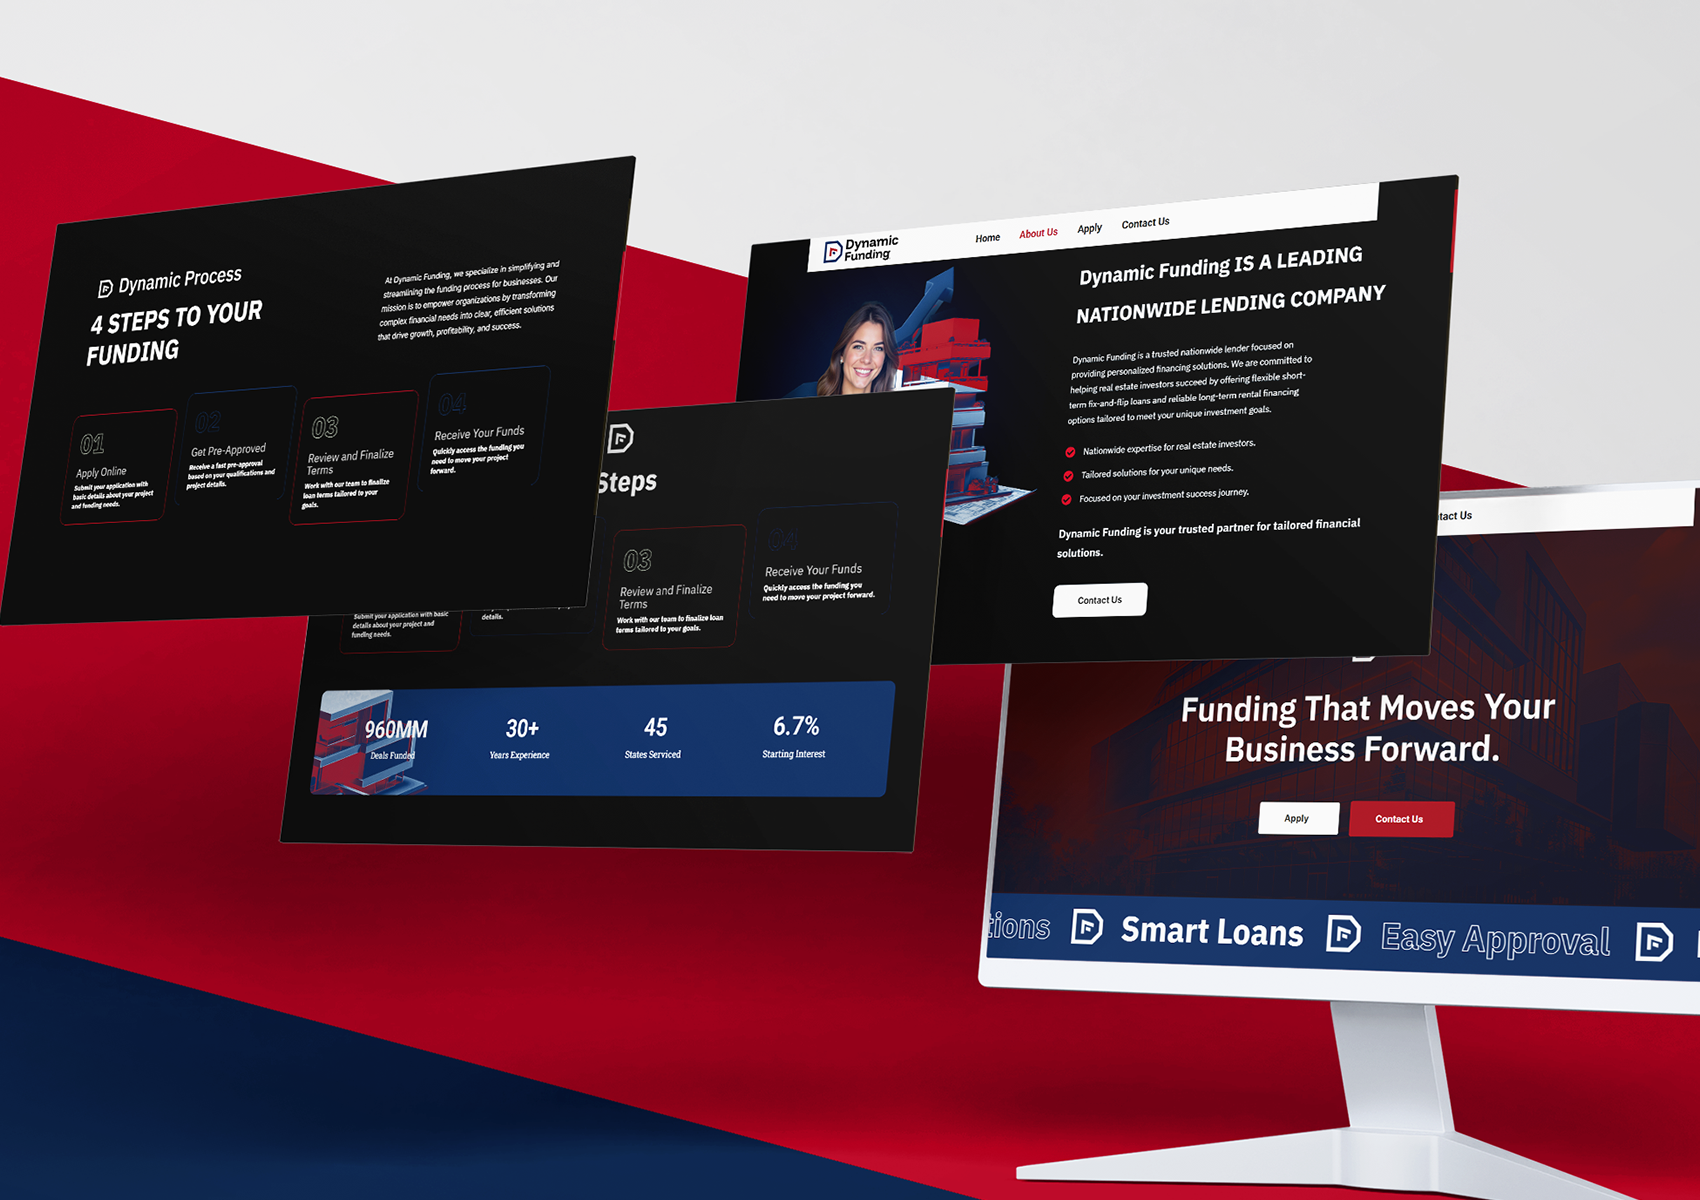 Dynamic Process
4 STEPS TO YOUR
FUNDING
At Dynamic Funding, we specialize in simplifying and
streamlining the funding process for businesses. Our
mission is to empower organizations by transforming
complex financial needs into clear, efficient solutions
that drive growth, profitability, and success.
01
Apply Online
Submit your application with
basic details about your project
and funding needs.
02
Get Pre-Approved
Receive a fast pre-approval
based on your qualifications and
project details.
03
Review and Finalize
Terms
Work with our team to finalize
loan terms tailored to your
goals.
04
Receive Your Funds
Quickly access the funding you
need to move your project
forward.
Steps
Submit your application with basic
details about your project and
funding needs.
details.
03
Review and Finalize
Terms
Work with our team to finalize loan
terms tailored to your goals.
04
Receive Your Funds
Quickly access the funding you
need to move your project forward.
960MM
Deals Funded
30+
Years Experience
45
States Serviced
6.7%
Starting Interest
Dynamic
Funding
Home
About Us
Apply
Contact Us
Dynamic Funding IS A LEADING
NATIONWIDE LENDING COMPANY
Dynamic Funding is a trusted nationwide lender focused on
providing personalized financing solutions. We are committed to
helping real estate investors succeed by offering flexible short-
term fix-and-flip loans and reliable long-term rental financing
options tailored to meet your unique investment goals.
Nationwide expertise for real estate investors.
Tailored solutions for your unique needs.
Focused on your investment success journey.
Dynamic Funding is your trusted partner for tailored financial
solutions.
Contact Us
tact Us
Funding That Moves Your
Business Forward.
Apply
Contact Us
tions
Smart Loans
Easy Approval